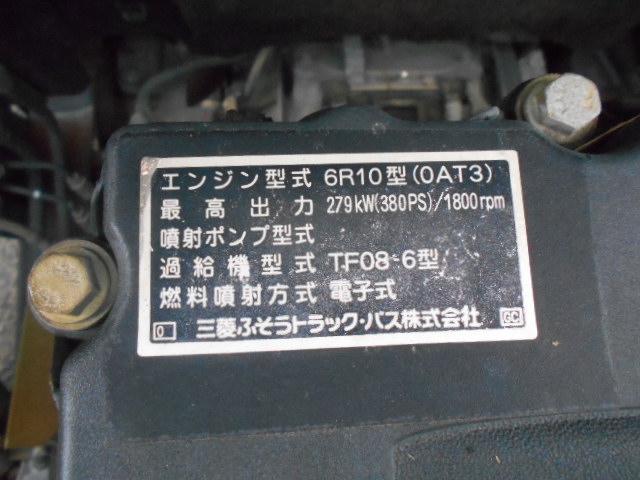 エンジン型式 6R10型(0AT3)
最高出力 279kW(380PS)/1800rpm
噴射ポンプ型式
過給機型式 TF08-6型
燃料噴射方式 電子式
0 三菱ふそうトラック・バス株式会社 GC